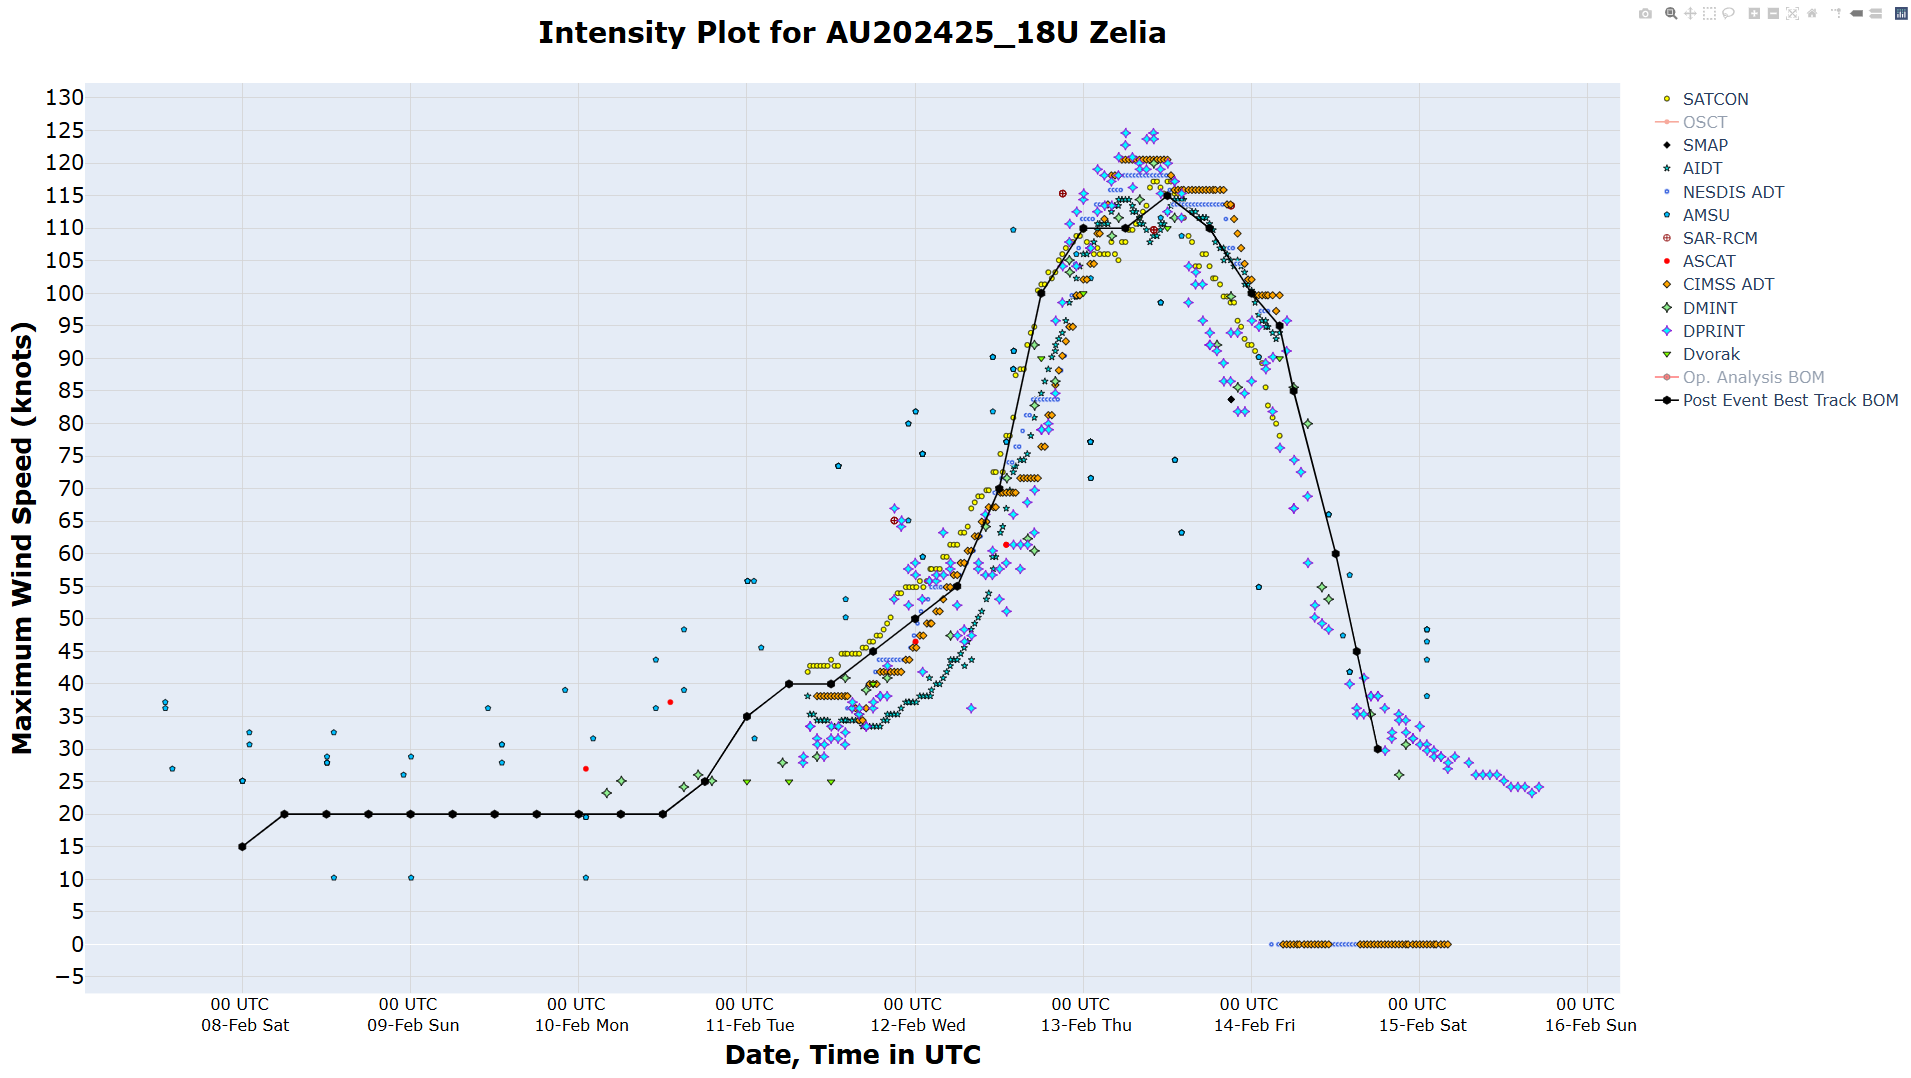 Intensity Plot for AU202425_18U Zelia
Maximum Wind Speed (knots)
130
125
120
115
110
105
100
95
90
85
80
75
70
65
60
55
50
45
40
35
30
25
20
15
10
5
0
−5
00 UTC
08-Feb Sat
00 UTC
09-Feb Sun
00 UTC
10-Feb Mon
00 UTC
11-Feb Tue
00 UTC
12-Feb Wed
00 UTC
13-Feb Thu
00 UTC
14-Feb Fri
00 UTC
15-Feb Sat
00 UTC
16-Feb Sun
Date, Time in UTC
SATCON
OSCT
SMAP
AIDT
NESDIS ADT
AMSU
SAR-RCM
ASCAT
CIMSS ADT
DMINT
DPRINT
Dvorak
Op. Analysis BOM
Post Event Best Track BOM